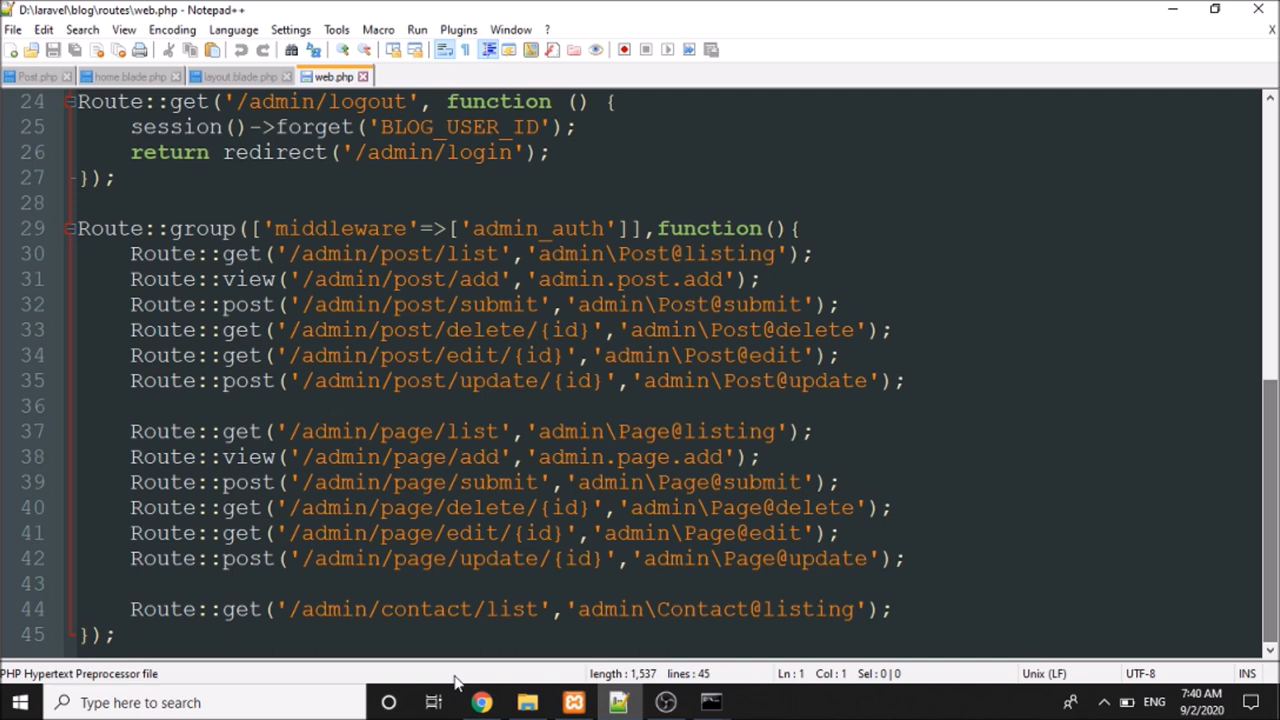 D:\laravel\blog\routes\web.php - Notepad++
File Edit Search View Encoding Language Settings Tools Macro Run Plugins Window ? X
Post.php home.blade.php layout.blade.php web.php
24 Route::get('/admin/logout', function () {
25 session()->forget('BLOG_USER_ID');
26 return redirect('/admin/login');
27 });
28
29 Route::group(['middleware'=>['admin_auth']],function(){
30 Route::get('/admin/post/list','admin\Post@listing');
31 Route::view('/admin/post/add','admin.post.add');
32 Route::post('/admin/post/submit','admin\Post@submit');
33 Route::get('/admin/post/delete/{id}','admin\Post@delete');
34 Route::get('/admin/post/edit/{id}','admin\Post@edit');
35 Route::post('/admin/post/update/{id}','admin\Post@update');
36
37 Route::get('/admin/page/list','admin\Page@listing');
38 Route::view('/admin/page/add','admin.page.add');
39 Route::post('/admin/page/submit','admin\Page@submit');
40 Route::get('/admin/page/delete/{id}','admin\Page@delete');
41 Route::get('/admin/page/edit/{id}','admin\Page@edit');
42 Route::post('/admin/page/update/{id}','admin\Page@update');
43
44 Route::get('/admin/contact/list','admin\Contact@listing');
45 });
PHP Hypertext Preprocessor file length : 1,537 lines : 45 Ln : 1 Col : 1 Sel : 0 | 0 Unix (LF) UTF-8 INS
Type here to search ENG 7:40 AM
9/2/2020